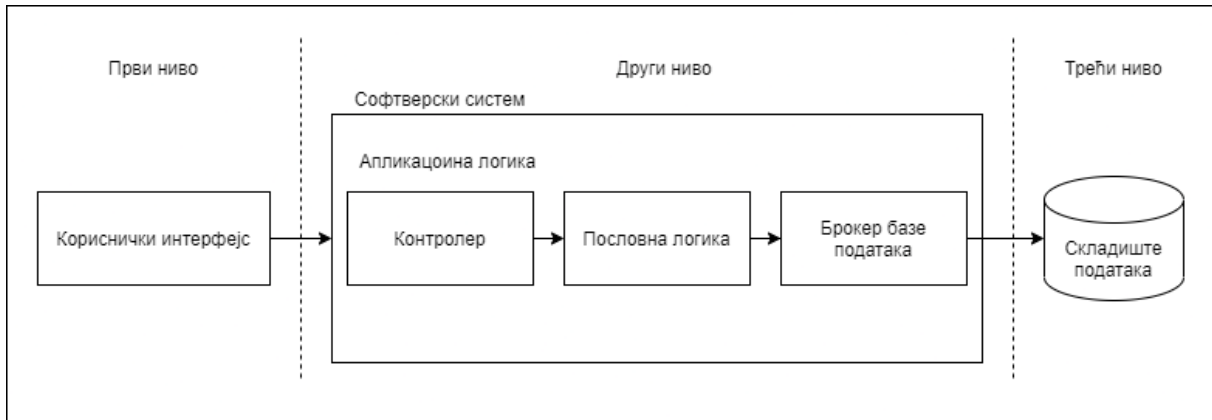 Први ниво
Други ниво
Трећи ниво
Софтверски систем
Апликацоина логика
Кориснички интерфејс
Контролер
Пословна логика
Брокер базе
података
Складиште
података